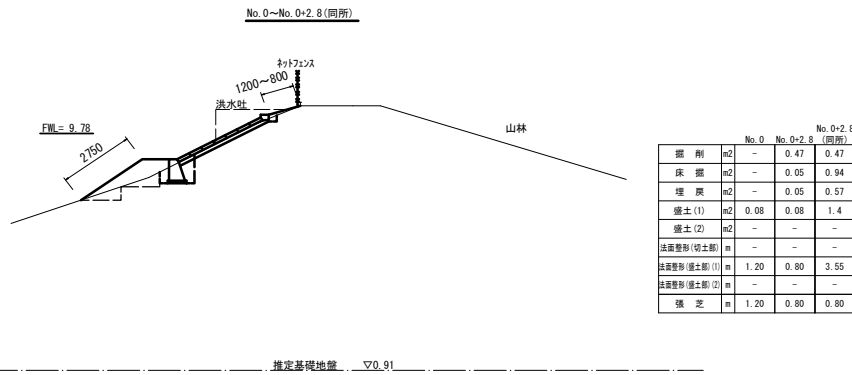 No.0～No.0+2.8(同所)
ネットフェンス
1200～800
洪水吐
FWL= 9.78
2750
山林
No.0 No.0+2.8 No.0+2.8(同所)
掘 削 m2 - 0.47 0.47
床 掘 m2 - 0.05 0.94
埋 戻 m2 - 0.05 0.57
盛土(1) m2 0.08 0.08 1.4
盛土(2) m2 - - -
法面整形(切土部) m - - -
法面整形(盛土部)(1) m 1.20 0.80 3.55
法面整形(盛土部)(2) m - - -
張 芝 m 1.20 0.80 0.80
推定基礎地盤 ▽0.91